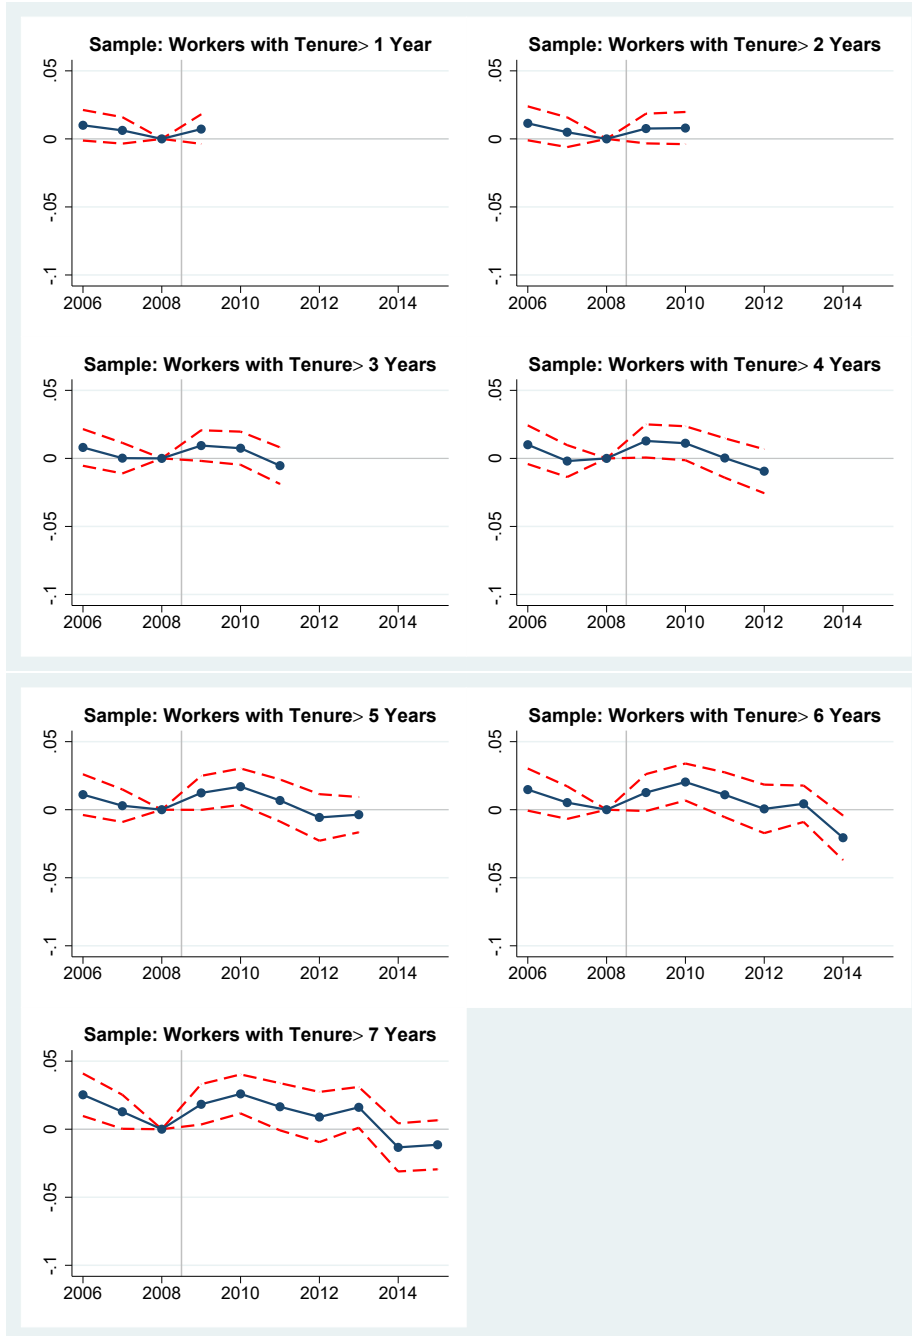 Sample: Workers with Tenure> 1 Year
.05
0
-.05
-.1
2006 2008 2010 2012 2014
Sample: Workers with Tenure> 2 Years
.05
0
-.05
-.1
2006 2008 2010 2012 2014
Sample: Workers with Tenure> 3 Years
.05
0
-.05
-.1
2006 2008 2010 2012 2014
Sample: Workers with Tenure> 4 Years
.05
0
-.05
-.1
2006 2008 2010 2012 2014
Sample: Workers with Tenure> 5 Years
.05
0
-.05
-.1
2006 2008 2010 2012 2014
Sample: Workers with Tenure> 6 Years
.05
0
-.05
-.1
2006 2008 2010 2012 2014
Sample: Workers with Tenure> 7 Years
.05
0
-.05
-.1
2006 2008 2010 2012 2014